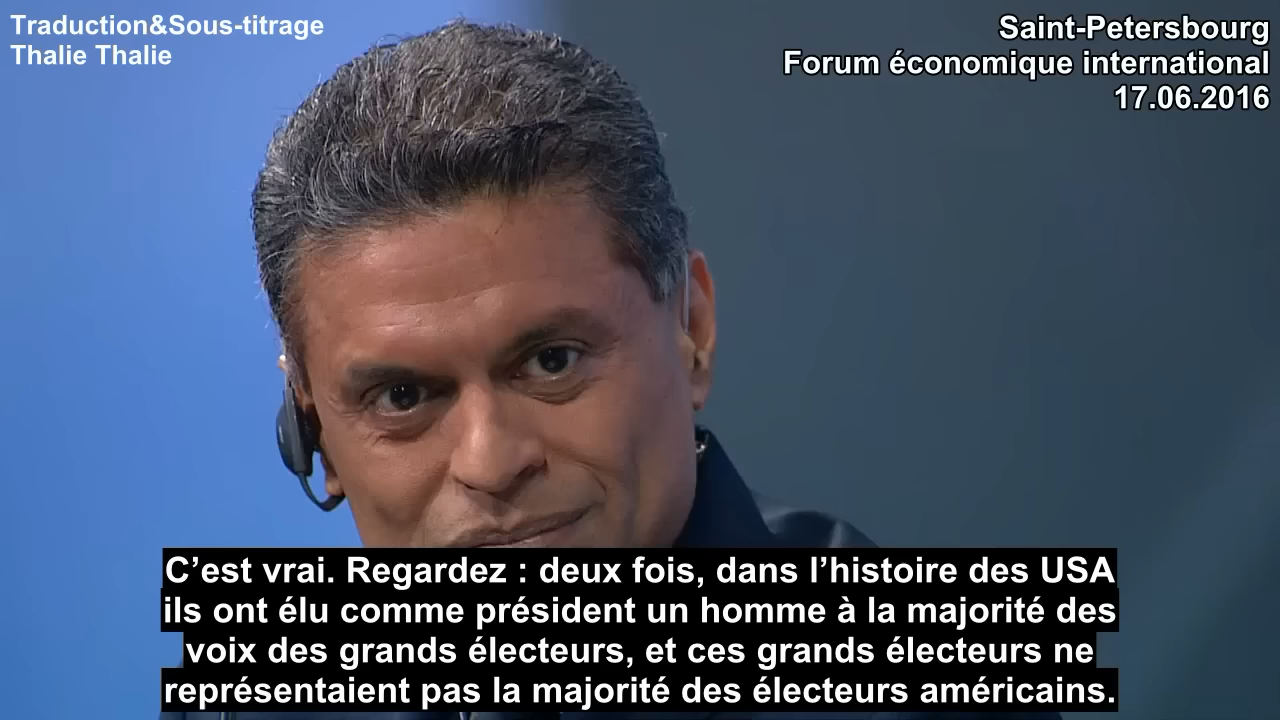 Traduction&Sous-titrage
Thalie Thalie
Saint-Petersbourg
Forum économique international
17.06.2016
C’est vrai. Regardez : deux fois, dans l’histoire des USA
ils ont élu comme président un homme à la majorité des
voix des grands électeurs, et ces grands électeurs ne
représentaient pas la majorité des électeurs américains.